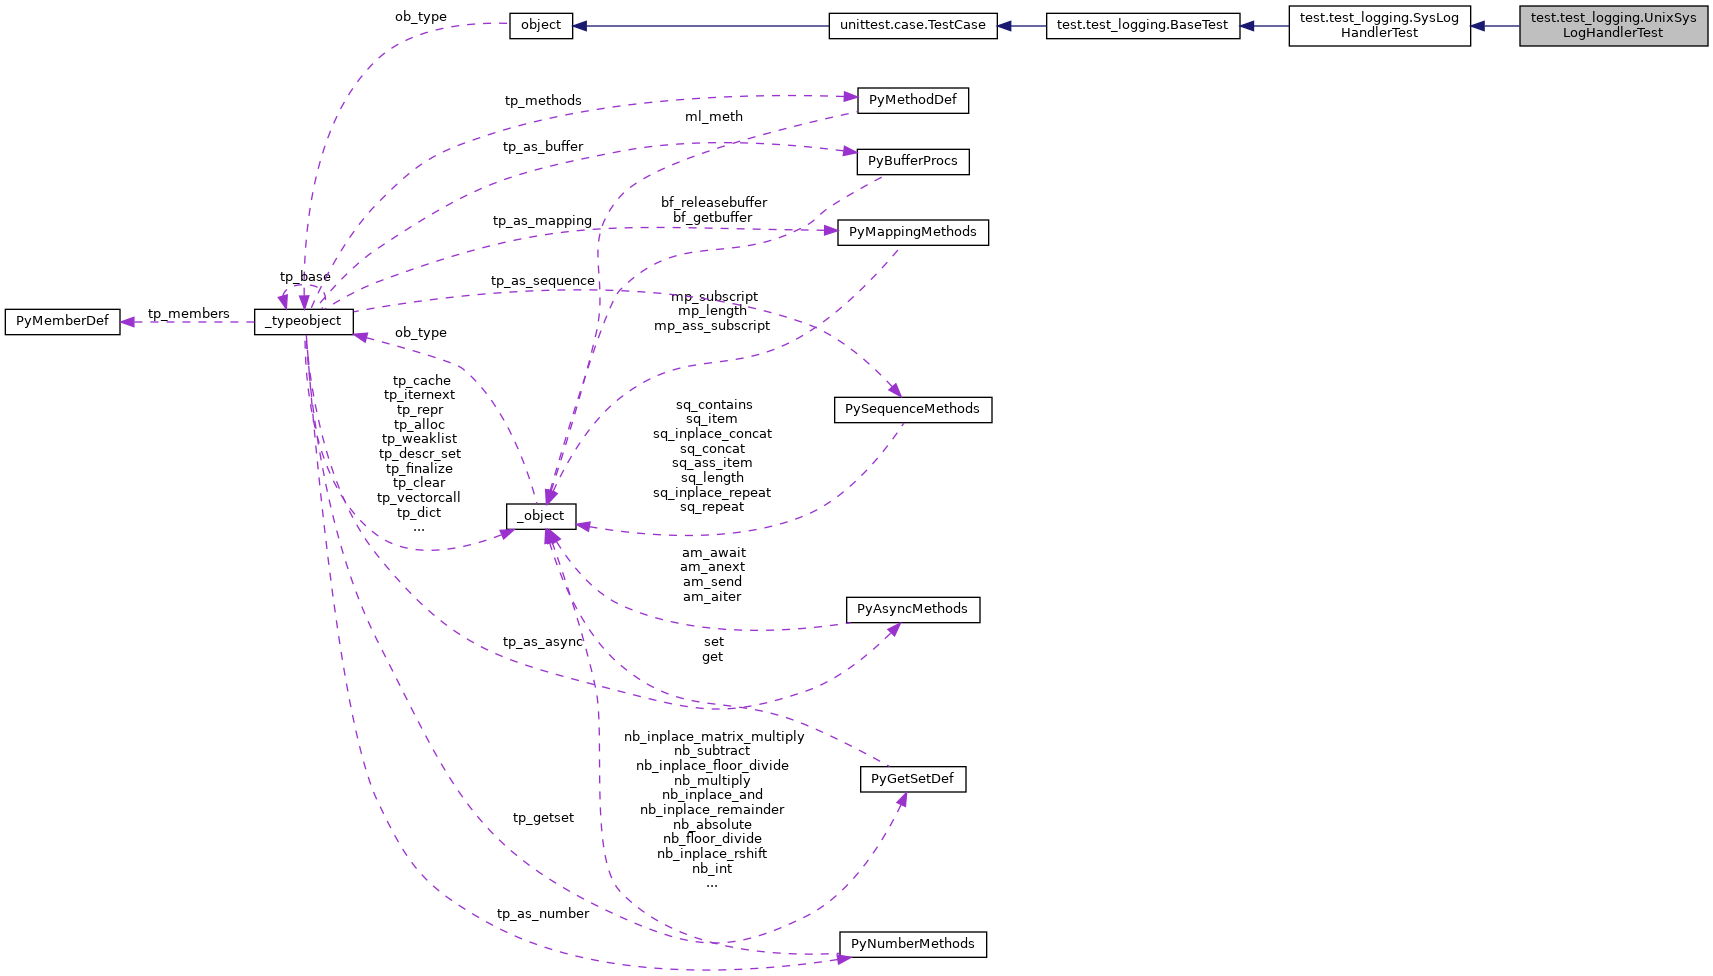 ob_type
object
unittest.case.TestCase
test.test_logging.BaseTest
test.test_logging.SysLog
HandlerTest
test.test_logging.UnixSys
LogHandlerTest
tp_methods
PyMethodDef
ml_meth
tp_as_buffer
PyBufferProcs
bf_releasebuffer
bf_getbuffer
tp_as_mapping
PyMappingMethods
tp_base
tp_as_sequence
mp_subscript
mp_length
mp_ass_subscript
PyMemberDef
tp_members
_typeobject
ob_type
tp_cache
tp_iternext
tp_repr
tp_alloc
tp_weaklist
tp_descr_set
tp_finalize
tp_clear
tp_vectorcall
tp_dict
...
sq_contains
sq_item
sq_inplace_concat
sq_concat
sq_ass_item
sq_length
sq_inplace_repeat
sq_repeat
PySequenceMethods
_object
am_await
am_anext
am_send
am_aiter
PyAsyncMethods
tp_as_async
set
get
nb_inplace_matrix_multiply
nb_subtract
nb_inplace_floor_divide
nb_multiply
nb_inplace_and
nb_inplace_remainder
nb_absolute
nb_floor_divide
nb_inplace_rshift
nb_int
...
PyGetSetDef
tp_getset
tp_as_number
PyNumberMethods